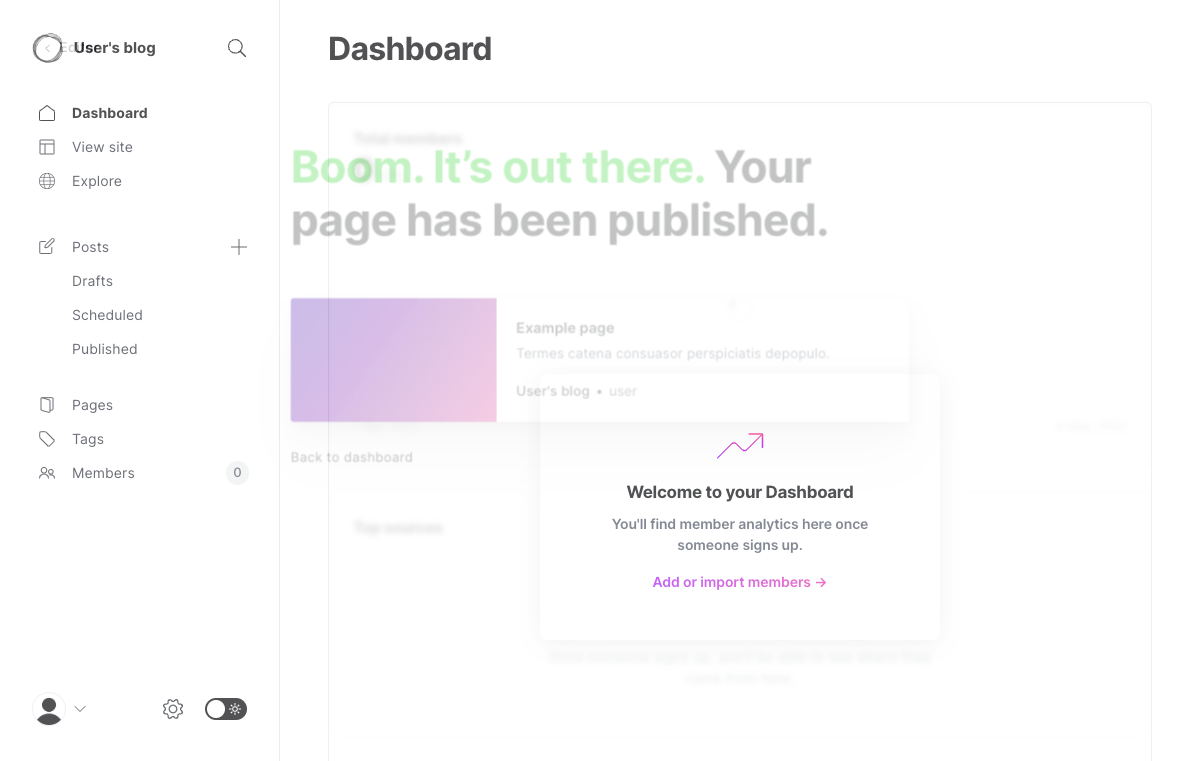 User's blog
Dashboard
Dashboard
View site
Explore
Total members
Boom. It's out there. Your
page has been published.
Posts
Drafts
Scheduled
Published
Example page
Termes catena consuasor perspiciatis depopulo.
User's blog • user
Back to dashboard
Pages
Tags
Members
0
Top sources
Welcome to your Dashboard
You'll find member analytics here once
someone signs up.
Add or import members →